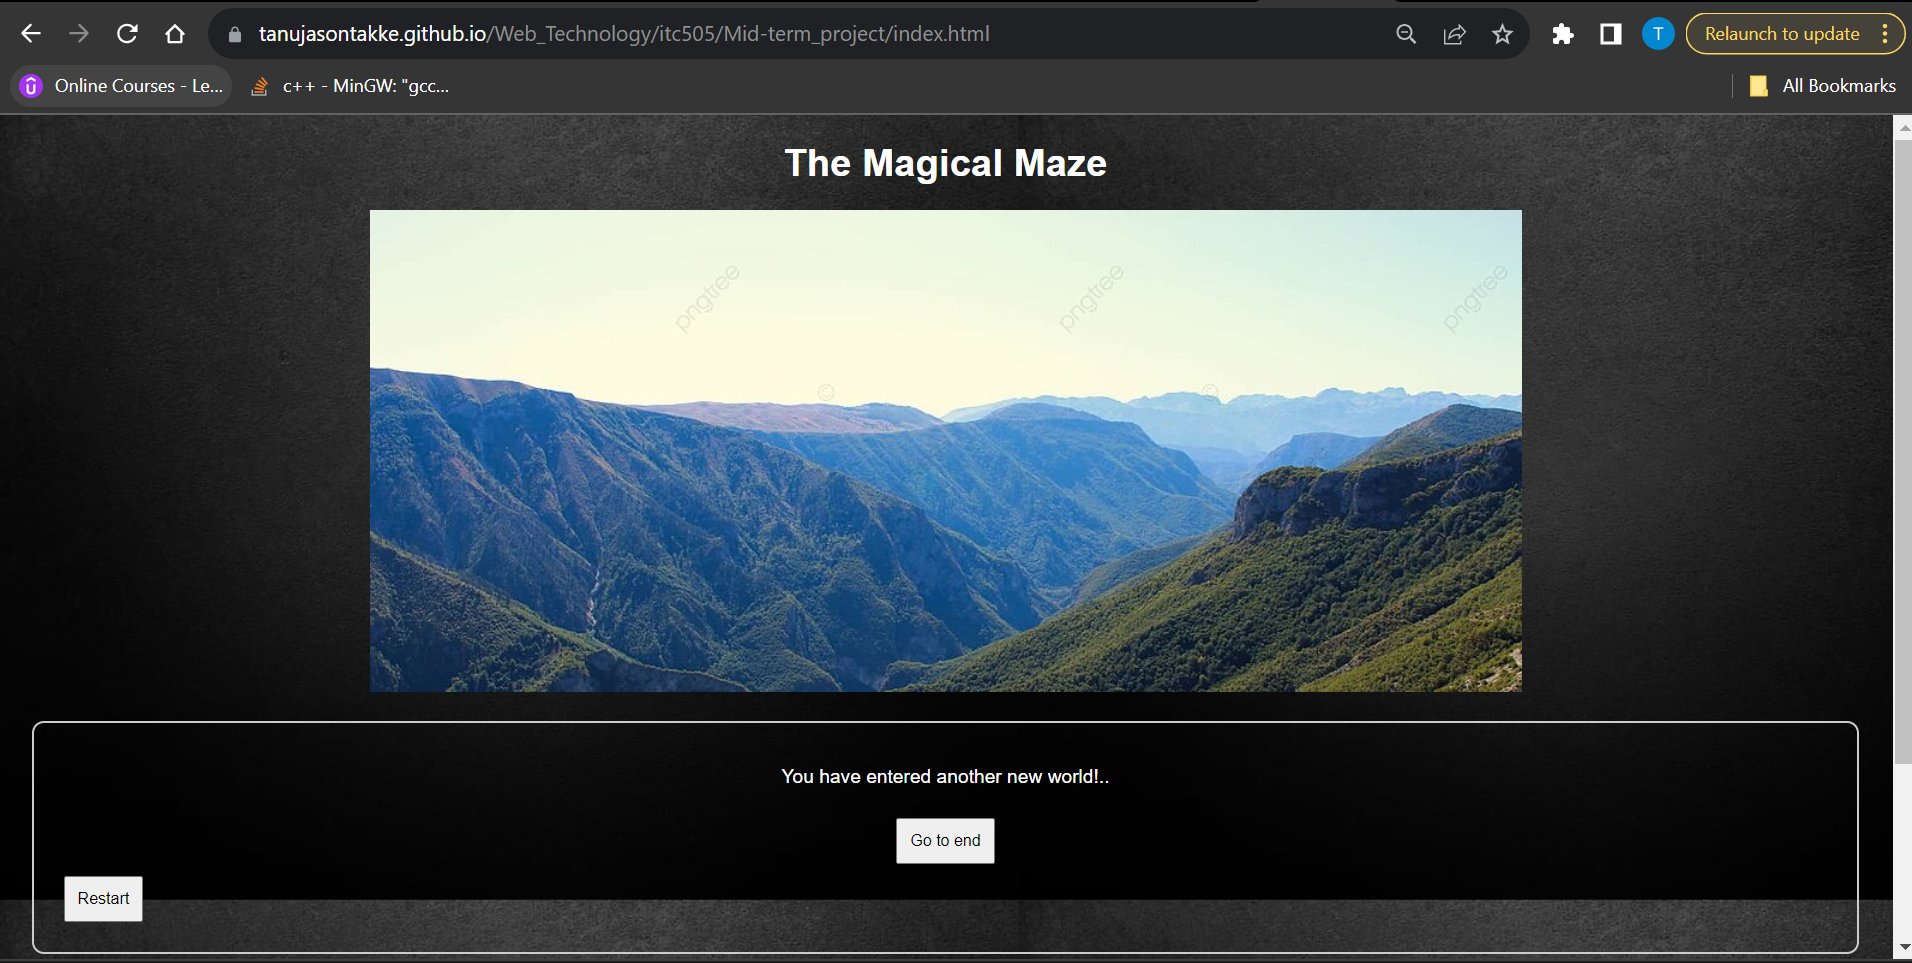 tanujasontakke.github.io/Web_Technology/itc505/Mid-term_project/index.html
T
Relaunch to update
Online Courses - Le...
c++ - MinGW: "gcc...
All Bookmarks
The Magical Maze
pngtree pngtree pngtree
© ©
You have entered another new world!..
Go to end
Restart